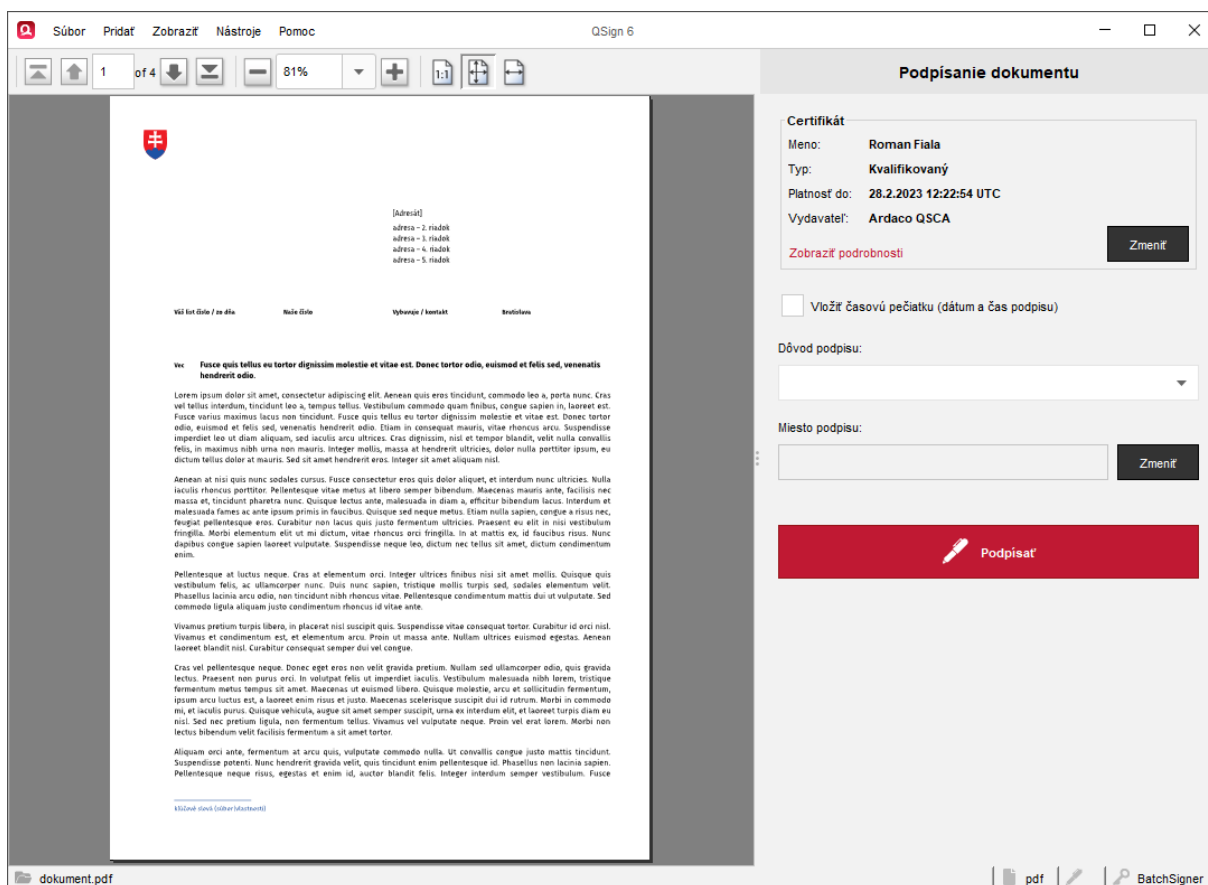 Súbor Pridať Zobraziť Nástroje Pomoc QSign 6
1 of 4 81% 1:1
Podpísanie dokumentu
[Adresát]
adresa – 2. riadok
adresa – 3. riadok
adresa – 4. riadok
adresa – 5. riadok
Váš list číslo / zo dňa Naše číslo Vybavuje / kontakt Bratislava
Vec Fusce quis tellus eu tortor dignissim molestie et vitae est. Donec tortor odio, euismod et felis sed, venenatis
hendrerit odio.
Lorem ipsum dolor sit amet, consectetur adipiscing elit. Aenean quis eros tincidunt, commodo leo a, porta nunc. Cras
vel tellus interdum, tincidunt leo a, tempus tellus. Vestibulum commodo quam finibus, congue sapien in, laoreet est.
Fusce varius maximus lacus non tincidunt. Fusce quis tellus eu tortor dignissim molestie et vitae est. Donec tortor
odio, euismod et felis sed, venenatis hendrerit odio. Etiam in consequat mauris, vitae rhoncus arcu. Suspendisse
imperdiet leo ut diam aliquam, sed iaculis arcu ultrices. Cras dignissim, nisl et tempor blandit, velit nulla convallis
felis, in maximus nibh urna non mauris. Integer mollis, massa at hendrerit ultricies, dolor nulla porttitor ipsum, eu
dictum tellus dolor at mauris. Sed sit amet hendrerit eros. Integer sit amet aliquam nisl.
Aenean at nisi quis nunc sodales cursus. Fusce consectetur eros quis dolor aliquet, et interdum nunc ultricies. Nulla
iaculis rhoncus porttitor. Pellentesque vitae metus at libero semper bibendum. Maecenas mauris ante, facilisis nec
massa et, tincidunt pharetra nunc. Quisque lectus ante, malesuada in diam a, efficitur bibendum lacus. Interdum et
malesuada fames ac ante ipsum primis in faucibus. Quisque sed neque metus. Etiam nulla sapien, congue a risus nec,
feugiat pellentesque eros. Curabitur non lacus quis justo fermentum ultricies. Praesent eu elit in nisi vestibulum
fringilla. Morbi elementum elit ut mi dictum, vitae rhoncus orci fringilla. In at mattis ex, id faucibus risus. Nunc
dapibus congue sapien laoreet vulputate. Suspendisse neque leo, dictum nec tellus sit amet, dictum condimentum
enim.
Pellentesque at luctus neque. Cras at elementum orci. Integer ultrices finibus nisi sit amet mollis. Quisque quis
vestibulum felis, ac ullamcorper nunc. Duis nunc sapien, tristique mollis turpis sed, sodales elementum velit.
Phasellus lacinia arcu odio, non tincidunt nibh rhoncus vitae. Pellentesque condimentum mattis dui ut vulputate. Sed
commodo ligula aliquam justo condimentum rhoncus id vitae ante.
Vivamus pretium turpis libero, in placerat nisl suscipit quis. Suspendisse vitae consequat tortor. Curabitur id orci nisl.
Vivamus et condimentum est, et elementum arcu. Proin ut massa ante. Nullam ultrices euismod egestas. Aenean
laoreet blandit nisl. Curabitur consequat semper dui vel congue.
Cras vel pellentesque neque. Donec eget eros non velit gravida pretium. Nullam sed ullamcorper odio, quis gravida
lectus. Praesent non purus orci. In volutpat felis ut imperdiet iaculis. Vestibulum malesuada nibh lorem, tristique
fermentum metus tempus sit amet. Maecenas ut euismod libero. Quisque molestie, arcu et sollicitudin fermentum,
ipsum arcu luctus est, a laoreet enim risus et justo. Maecenas scelerisque suscipit dui id rutrum. Morbi in commodo
mi, et iaculis purus. Quisque vehicula, augue sit amet semper suscipit, urna ex interdum elit, et laoreet turpis diam eu
nisl. Sed nec pretium ligula, non fermentum tellus. Vivamus vel vulputate neque. Proin vel erat lorem. Morbi non
lectus bibendum velit facilisis fermentum a sit amet tortor.
Aliquam orci ante, fermentum at arcu quis, vulputate commodo nulla. Ut convallis congue justo mattis tincidunt.
Suspendisse potenti. Nunc hendrerit gravida velit, quis tincidunt enim pellentesque id. Phasellus non lacinia sapien.
Pellentesque neque risus, egestas et enim id, auctor blandit felis. Integer interdum semper vestibulum. Fusce
kľúčové slová (súbor/vlastnosti)
Certifikát
Meno: Roman Fiala
Typ: Kvalifikovaný
Platnosť do: 28.2.2023 12:22:54 UTC
Vydavateľ: Ardaco QSCA
Zobraziť podrobnosti Zmeniť
Vložiť časovú pečiatku (dátum a čas podpisu)
Dôvod podpisu:
Miesto podpisu:
Zmeniť
Podpísať
dokument.pdf pdf BatchSigner